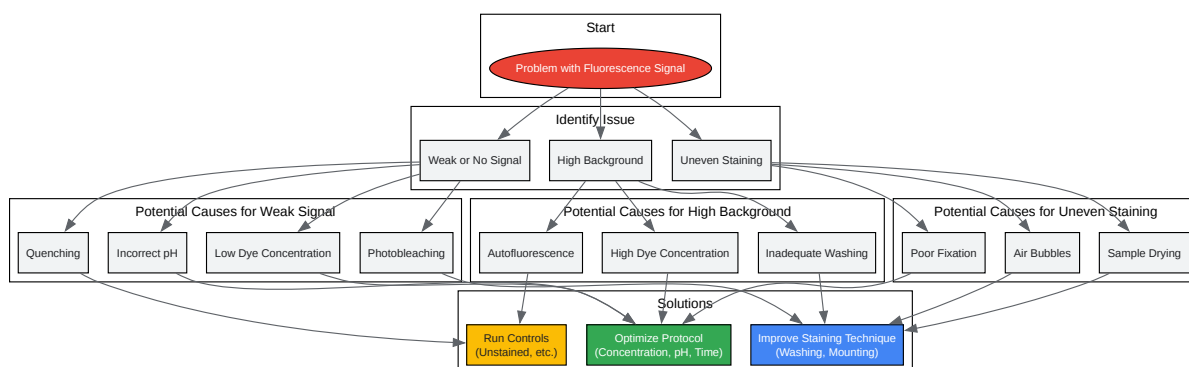 Start
Problem with Fluorescence Signal
Identify Issue
Weak or No Signal
High Background
Uneven Staining
Potential Causes for Weak Signal
Potential Causes for High Background
Potential Causes for Uneven Staining
Quenching
Incorrect pH
Low Dye Concentration
Photobleaching
Autofluorescence
High Dye Concentration
Inadequate Washing
Poor Fixation
Air Bubbles
Sample Drying
Solutions
Run Controls
(Unstained, etc.)
Optimize Protocol
(Concentration, pH, Time)
Improve Staining Technique
(Washing, Mounting)